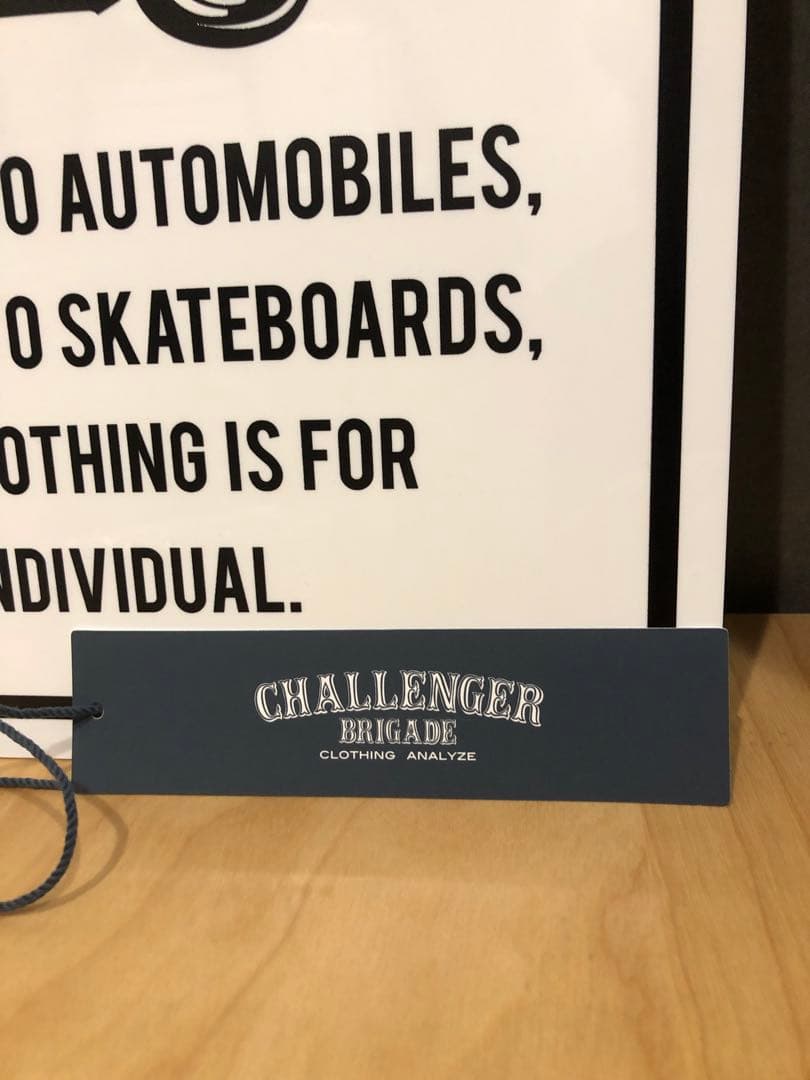 O AUTOMOBILES,
O SKATEBOARDS,
OTHING IS FOR
NDIVIDUAL.
CHALLENGER
BRIGADE
CLOTHING ANALYZE